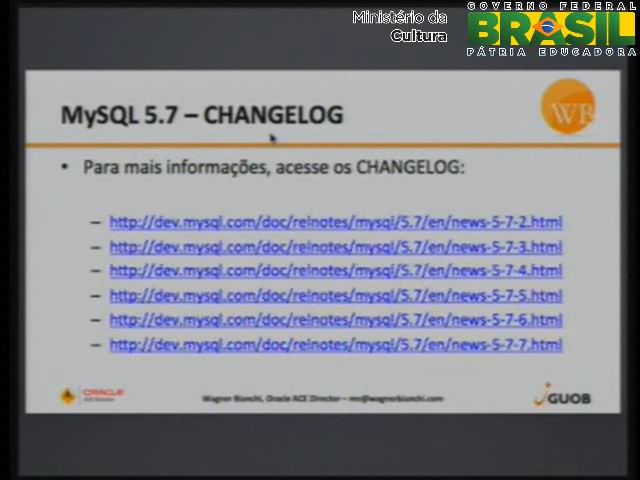 Ministério da
Cultura
GOVERNO FEDERAL
BRASIL
PÁTRIA EDUCADORA
MySQL 5.7 – CHANGELOG
WB
• Para mais informações, acesse os CHANGELOG:
– http://dev.mysql.com/doc/relnotes/mysql/5.7/en/news-5-7-2.html
– http://dev.mysql.com/doc/relnotes/mysql/5.7/en/news-5-7-3.html
– http://dev.mysql.com/doc/relnotes/mysql/5.7/en/news-5-7-4.html
– http://dev.mysql.com/doc/relnotes/mysql/5.7/en/news-5-7-5.html
– http://dev.mysql.com/doc/relnotes/mysql/5.7/en/news-5-7-6.html
– http://dev.mysql.com/doc/relnotes/mysql/5.7/en/news-5-7-7.html
ORACLE
Wagner Bianchi, Oracle ACE Director – me@wagnerbianchi.com
GUOB